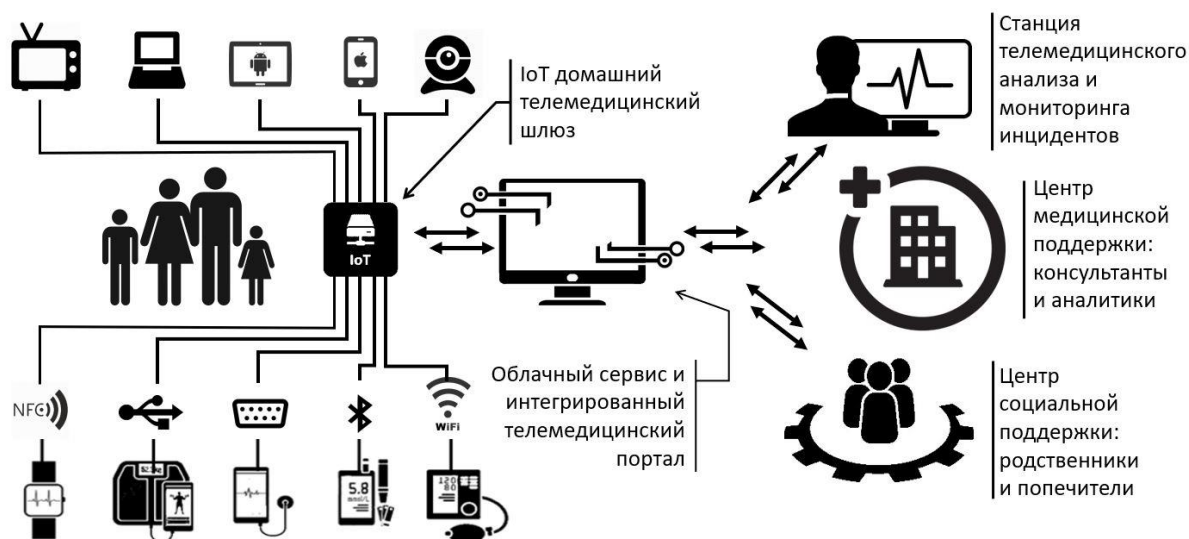 IoT домашний
телемедицинский
шлюз
Станция
телемедицинского
анализа и
мониторинга
инцидентов
IoT
Центр
медицинской
поддержки:
консультанты
и аналитики
Облачный сервис и
интегрированный
телемедицинский
портал
Центр
социальной
поддержки:
родственники
и попечители
NFC
WiFi
5.8
mmol/L
120
80